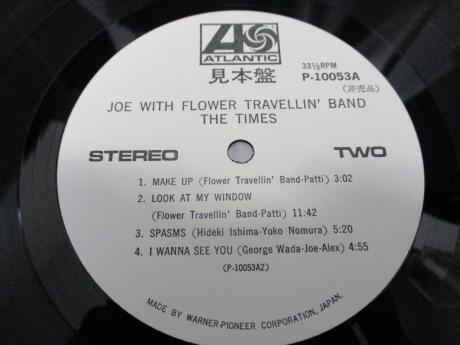 ATLANTIC
見本盤
33⅓RPM
P-10053A
(非売品)
JOE WITH FLOWER TRAVELLIN' BAND
THE TIMES
STEREO TWO
1. MAKE UP (Flower Travellin' Band-Patti) 3:02
2. LOOK AT MY WINDOW
(Flower Travellin' Band-Patti) 11:42
3. SPASMS (Hideki Ishima-Yoko Nomura) 5:20
4. I WANNA SEE YOU (George Wada-Joe-Alex) 4:55
(P-10053A2)
MADE BY WARNER-PIONEER CORPORATION, JAPAN.